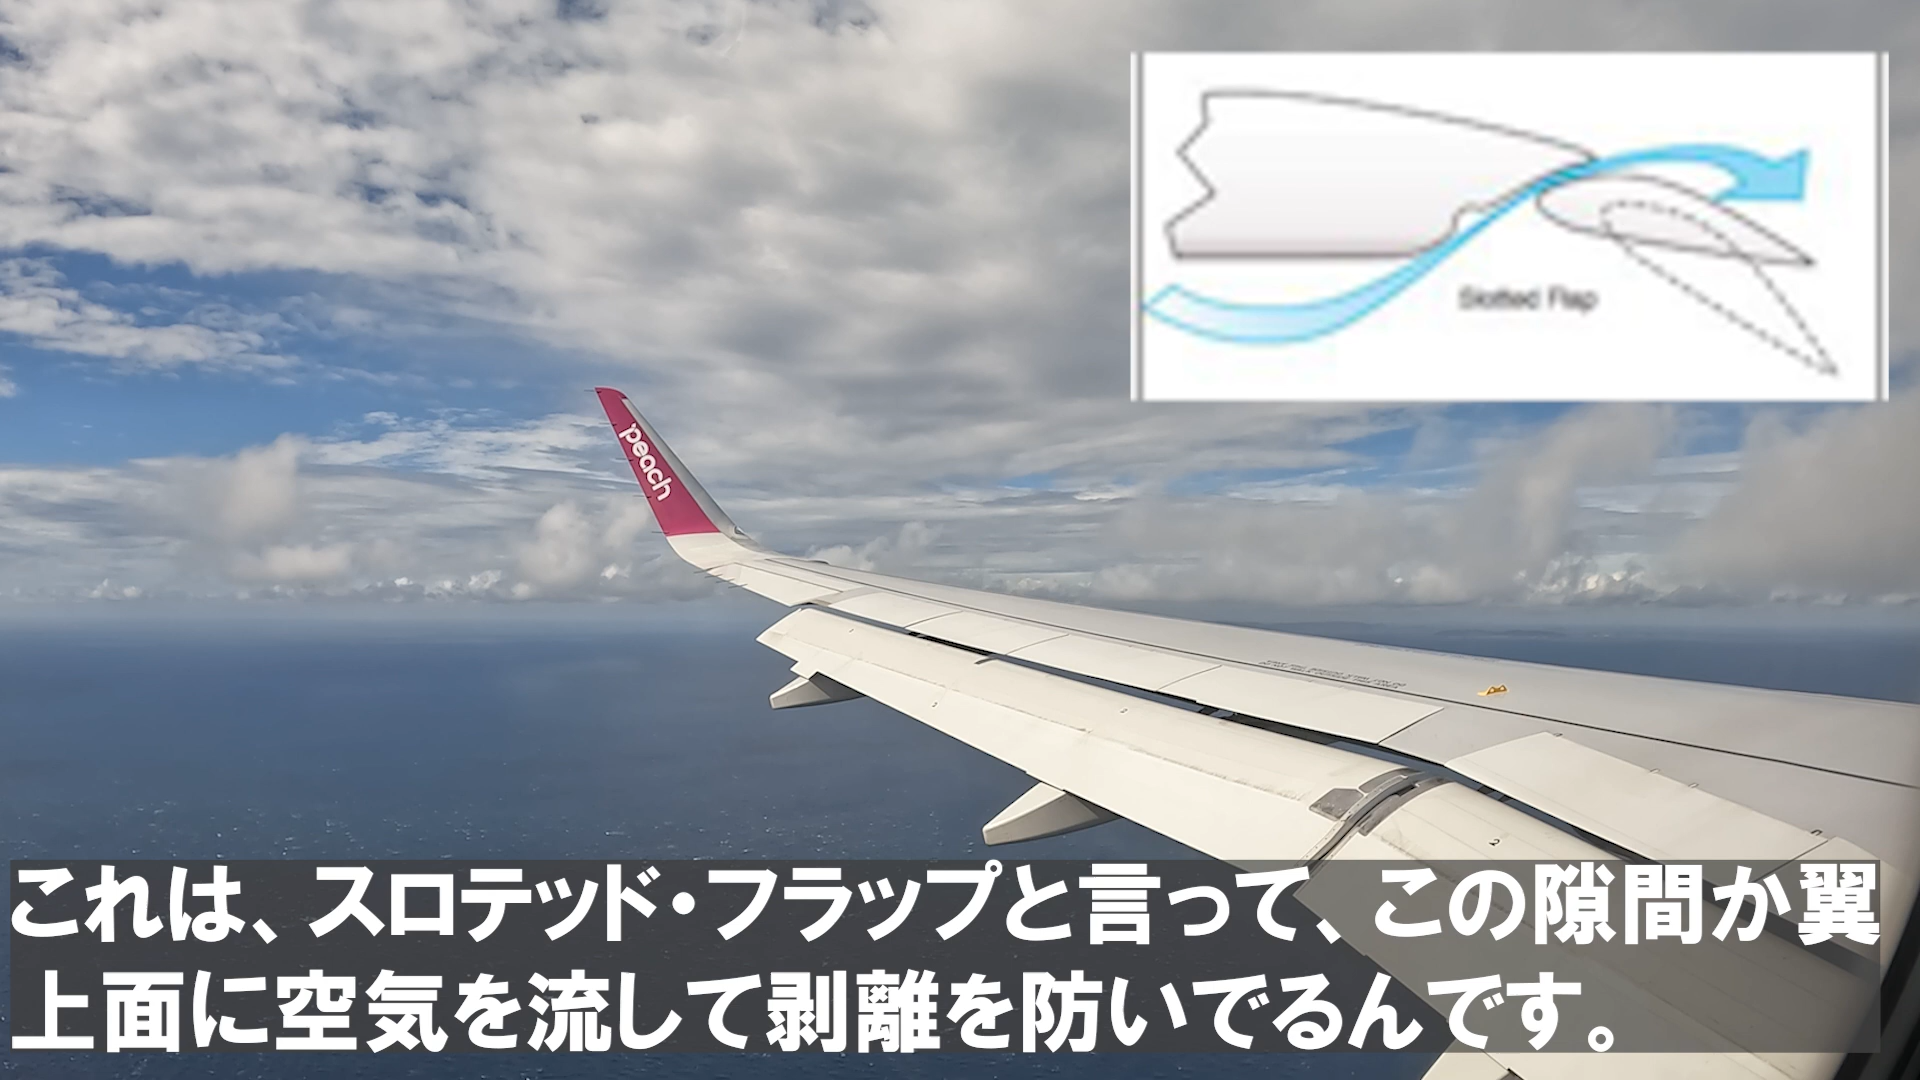 Slotted Flap
peach
これは、スロテッド・フラップと言って、この隙間か翼
上面に空気を流して剥離を防いでるんです。